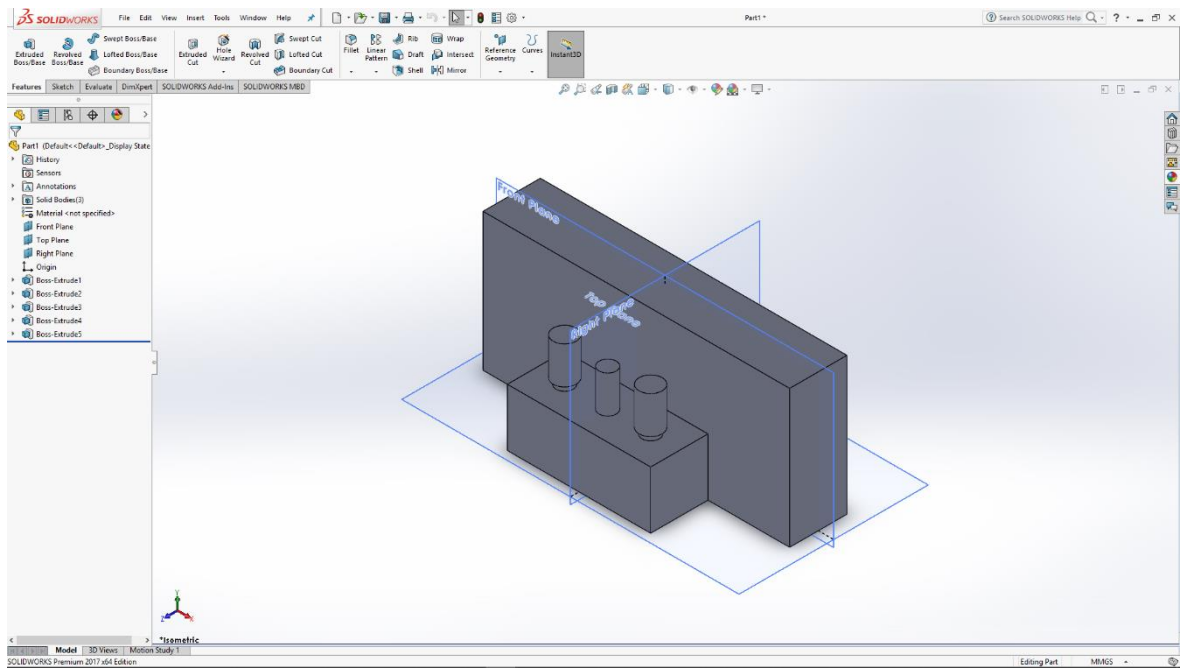 SOLIDWORKS File Edit View Insert Tools Window Help Part1 * Search SOLIDWORKS Help
Extruded Boss/Base
Revolved Boss/Base
Swept Boss/Base
Lofted Boss/Base
Boundary Boss/Base
Extruded Cut
Hole Wizard
Revolved Cut
Swept Cut
Lofted Cut
Boundary Cut
Fillet
Linear Pattern
Rib
Draft
Shell
Wrap
Intersect
Mirror
Reference Geometry
Curves
Instant3D
Features Sketch Evaluate DimXpert SOLIDWORKS Add-Ins SOLIDWORKS MBD
Part1 (Default<<Default>_Display State
History
Sensors
Annotations
Solid Bodies(3)
Material <not specified>
Front Plane
Top Plane
Right Plane
Origin
Boss-Extrude1
Boss-Extrude2
Boss-Extrude3
Boss-Extrude4
Boss-Extrude5
Front Plane
Top Plane
Right Plane
Y
Z
X
*Isometric
Model 3D Views Motion Study 1
SOLIDWORKS Premium 2017 x64 Edition Editing Part MMGS